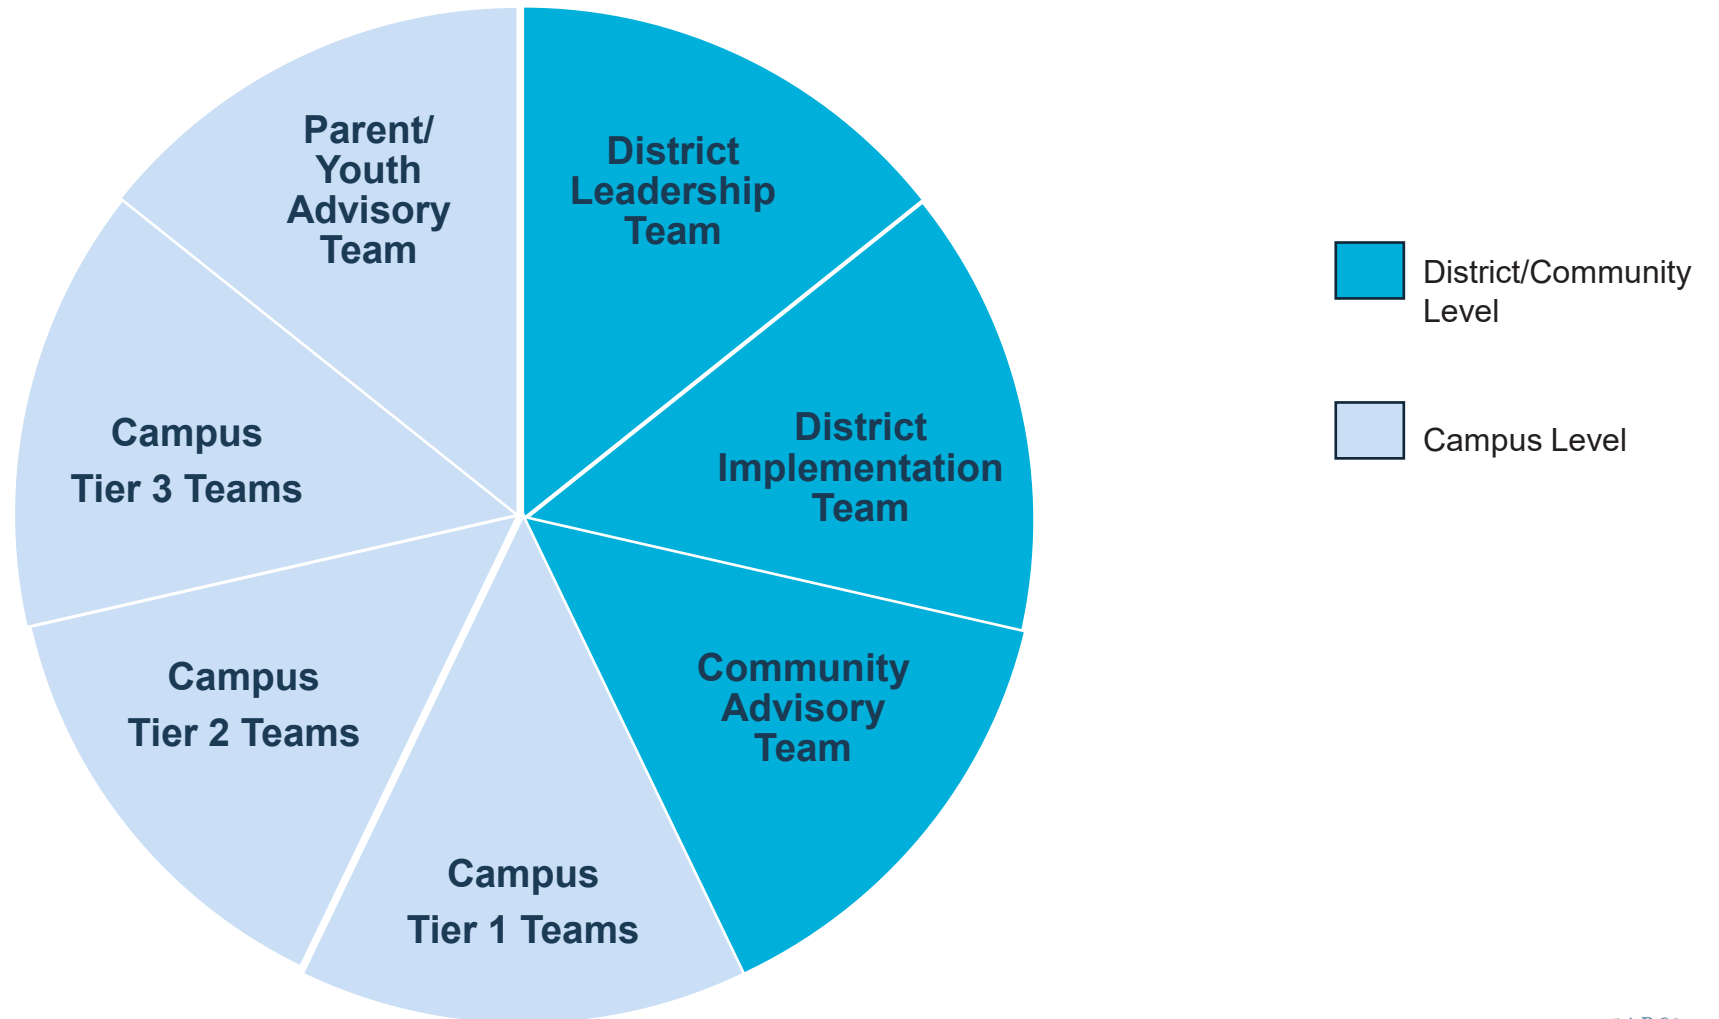 Parent/
Youth
Advisory
Team
District
Leadership
Team
District
Implementation
Team
Community
Advisory
Team
Campus
Tier 1 Teams
Campus
Tier 2 Teams
Campus
Tier 3 Teams
District/Community
Level
Campus Level